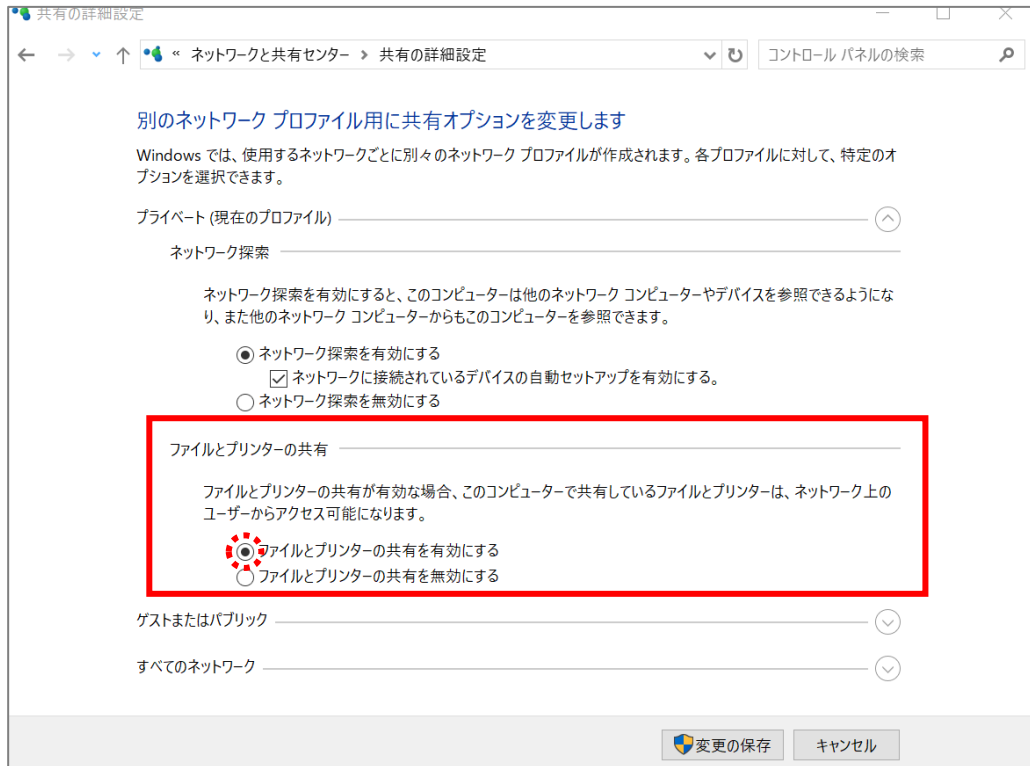 共有の詳細設定
« ネットワークと共有センター > 共有の詳細設定
コントロール パネルの検索
別のネットワーク プロファイル用に共有オプションを変更します
Windows では、使用するネットワークごとに別々のネットワーク プロファイルが作成されます。各プロファイルに対して、特定のオ
プションを選択できます。
プライベート (現在のプロファイル)
ネットワーク探索
ネットワーク探索を有効にすると、このコンピューターは他のネットワーク コンピューターやデバイスを参照できるようにな
り、また他のネットワーク コンピューターからもこのコンピューターを参照できます。
ネットワーク探索を有効にする
ネットワークに接続されているデバイスの自動セットアップを有効にする。
ネットワーク探索を無効にする
ファイルとプリンターの共有
ファイルとプリンターの共有が有効な場合、このコンピューターで共有しているファイルとプリンターは、ネットワーク上の
ユーザーからアクセス可能になります。
ファイルとプリンターの共有を有効にする
ファイルとプリンターの共有を無効にする
ゲストまたはパブリック
すべてのネットワーク
変更の保存
キャンセル